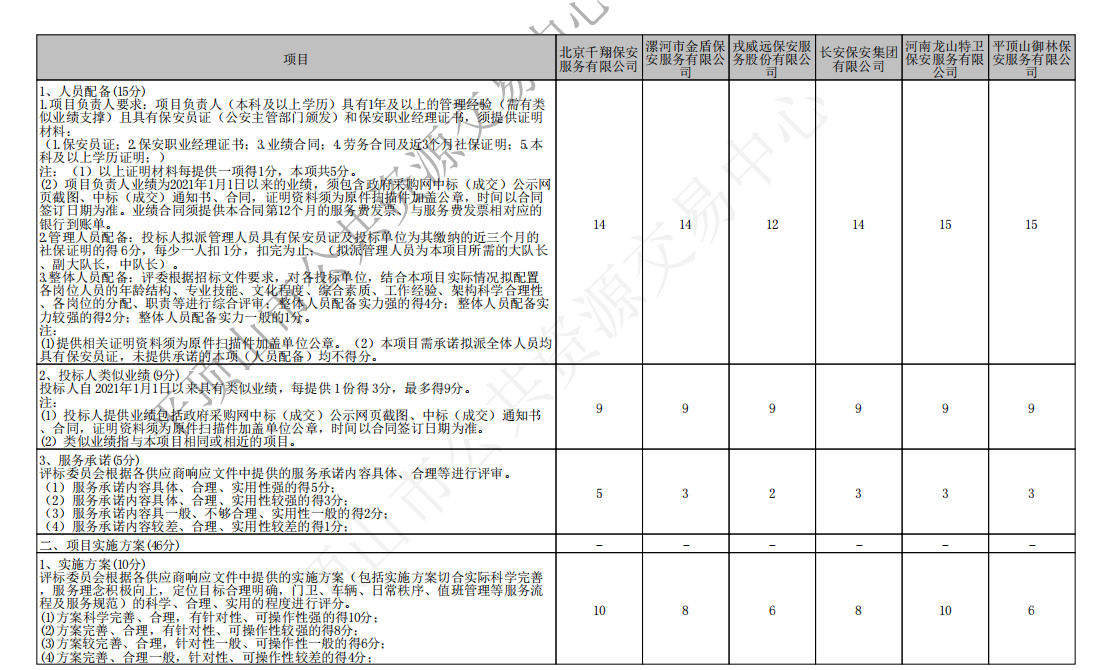 项目
北京千翔保安
服务有限公司
漯河市金盾保
安服务有限公
司
戎威远保安服
务股份有限公
司
长安保安集团
有限公司
河南龙山特卫
保安服务有限
公司
平顶山御林保
安服务有限公
司
1、人员配备(15分)
1.项目负责人要求：项目负责人（本科及以上学历）具有1年及以上的管理经验（需有类
似业绩支撑）且具有保安员证（公安主管部门颁发）和保安职业经理证书，须提供证明
材料：
（1.保安员证；2.保安职业经理证书；3.业绩合同；4.劳务合同及近3个月社保证明；5.本
科及以上学历证明；）
注：（1）以上证明材料每提供一项得1分，本项共5分。
（2）项目负责人业绩为2021年1月1日以来的业绩，须包含政府采购网中标（成交）公示网
页截图、中标（成交）通知书、合同，证明资料须为原件扫描件加盖公章，时间以合同
签订日期为准。业绩合同须提供本合同第12个月的服务费发票、与服务费发票相对应的
银行到账单。
2.管理人员配备：投标人拟派管理人员具有保安员证及投标单位为其缴纳的近三个月的
社保证明的得 6分，每少一人扣 1分，扣完为止；（拟派管理人员为本项目所需的大队长
、副大队长，中队长）。
3.整体人员配备：评委根据招标文件要求，对各投标单位，结合本项目实际情况拟配置
各岗位人员的年龄结构、专业技能、文化程度、综合素质、工作经验、架构科学合理性
、各岗位的分配、职责等进行综合评审；整体人员配备实力强的得4分；整体人员配备实
力较强的得2分；整体人员配备实力一般的1分。
注：
(1)提供相关证明资料须为原件扫描件加盖单位公章。（2）本项目需承诺拟派全体人员均
具有保安员证，未提供承诺的本项（人员配备）均不得分。
14
14
12
14
15
15
2、投标人类似业绩(9分)
投标人自 2021年1月1日以来具有类似业绩，每提供 1 份得 3分，最多得9分。
注：
(1) 投标人提供业绩包括政府采购网中标（成交）公示网页截图、中标（成交）通知书
、合同，证明资料须为原件扫描件加盖单位公章，时间以合同签订日期为准。
(2) 类似业绩指与本项目相同或相近的项目。
9
9
9
9
9
9
3、服务承诺(5分)
评标委员会根据各供应商响应文件中提供的服务承诺内容具体、合理等进行评审。
（1）服务承诺内容具体、合理、实用性强的得5分；
（2）服务承诺内容具体、合理、实用性较强的得3分；
（3）服务承诺内容具一般、不够合理、实用性一般的得2分；
（4）服务承诺内容较差、合理、实用性较差的得1分；
5
3
2
3
3
3
二、项目实施方案(46分)
–
–
–
–
–
–
1、实施方案(10分)
评标委员会根据各供应商响应文件中提供的实施方案（包括实施方案切合实际科学完善
，服务理念积极向上，定位目标合理明确，门卫、车辆、日常秩序、值班管理等服务流
程及服务规范）的科学、合理、实用的程度进行评分。
(1)方案科学完善、合理，有针对性、可操作性强的得10分；
(2)方案完善、合理，有针对性、可操作性较强的得8分；
(3)方案较完善、合理，针对性一般、可操作性一般的得6分；
(4)方案完善、合理一般，针对性、可操作性较差的得4分；
10
8
6
8
10
6
平顶山市公共资源交易中心
顶山市公共资源交易中心